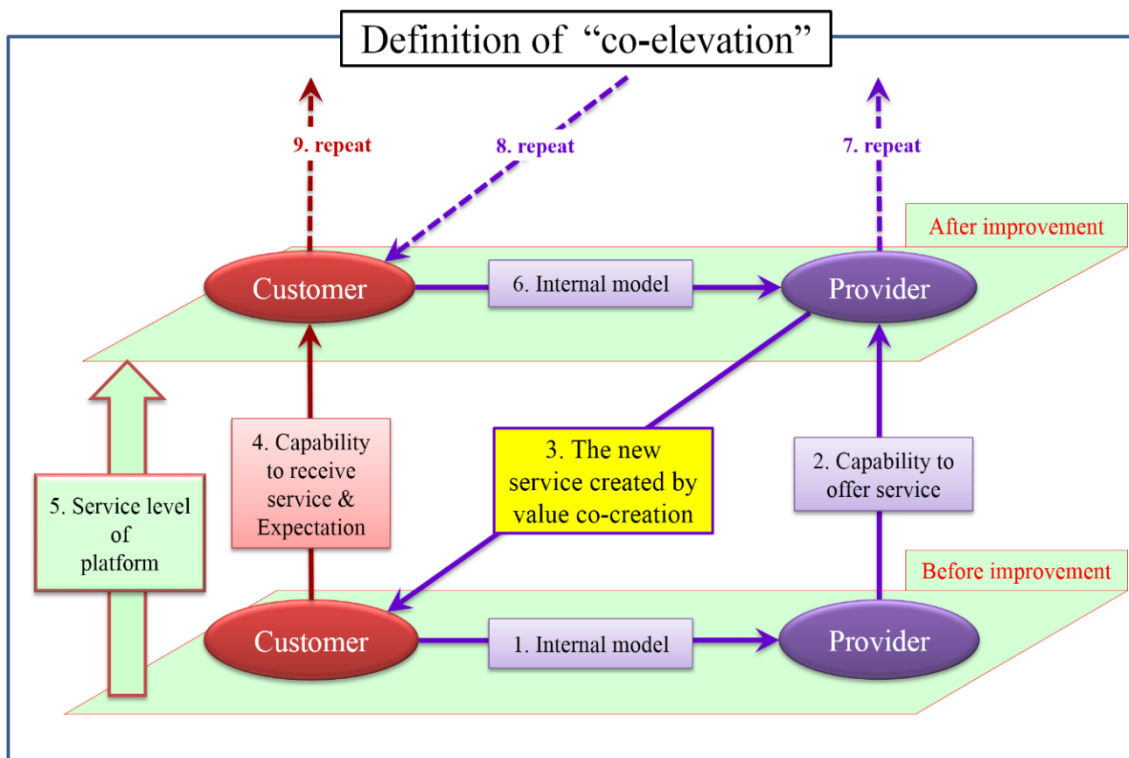 Definition of “co-elevation”
9. repeat
8. repeat
7. repeat
After improvement
Customer
6. Internal model
Provider
4. Capability
to receive
service &
Expectation
3. The new
service created by
value co-creation
2. Capability to
offer service
5. Service level
of
platform
Before improvement
Customer
1. Internal model
Provider